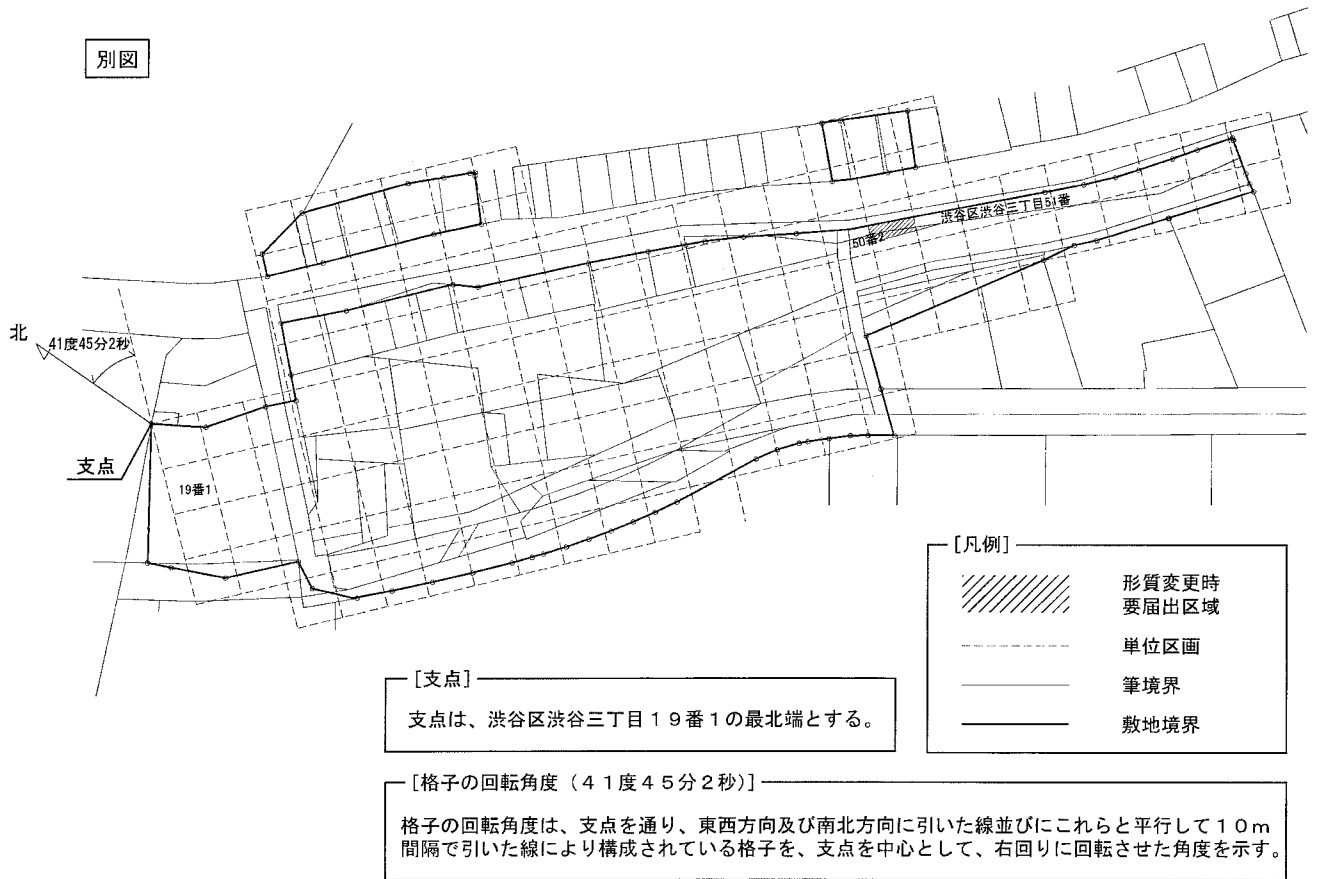 別図
渋谷区渋谷三丁目51番
50番2
北
41度45分2秒
支点
19番1
[凡例]
形質変更時
要届出区域
単位区画
筆境界
敷地境界
[支点]
支点は、渋谷区渋谷三丁目19番1の最北端とする。
[格子の回転角度(41度45分2秒)]
格子の回転角度は、支点を通り、東西方向及び南北方向に引いた線並びにこれらと平行して10m
間隔で引いた線により構成されている格子を、支点を中心として、右回りに回転させた角度を示す。